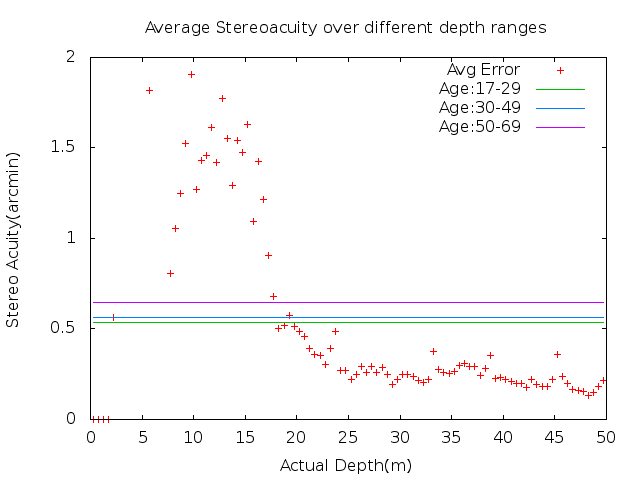 Average Stereoacuity over different depth ranges
Avg Error
Age:17-29
Age:30-49
Age:50-69
2
1.5
1
0.5
0
Stereo Acuity(arcmin)
0 5 10 15 20 25 30 35 40 45 50
Actual Depth(m)